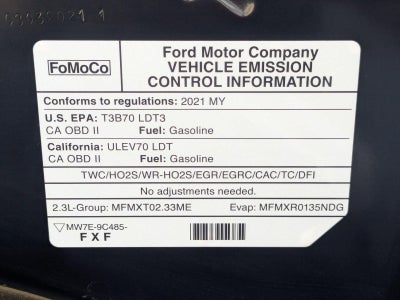 FoMoCo
Ford Motor Company
VEHICLE EMISSION
CONTROL INFORMATION
Conforms to regulations: 2021 MY
U.S. EPA: T3B70 LDT3
CA OBD II Fuel: Gasoline
California: ULEV70 LDT
CA OBD II Fuel: Gasoline
TWC/HO2S/WR-HO2S/EGR/EGRC/CAC/TC/DFI
No adjustments needed.
2.3L-Group: MFMXT02.33ME Evap: MFMXR0135NDG
MW7E-9C485-
FXF